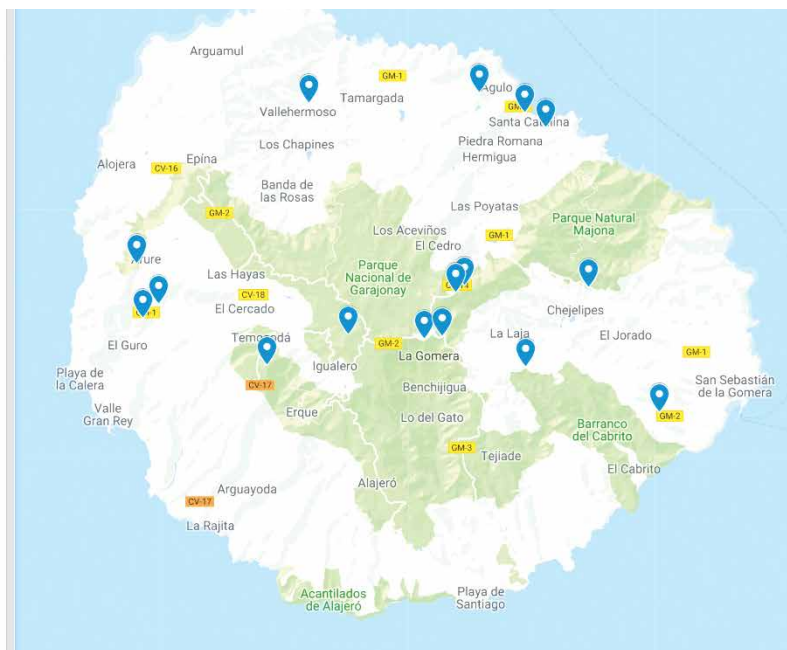 Arguamul
GM-1
Agulo
Vallehermoso
Tamargada
Santa Catalina
Los Chapines
Piedra Romana
Hermigua
Alojera
CV-16
Epina
Banda de
las Rosas
GM-2
Las Poyatas
Parque Natural
Majona
Los Aceviños
El Cedro
GM-1
Arure
Las Hayas
Parque
Nacional de
Garajonay
CV-18
El Cercado
Chejelipes
La Laja
El Jorado
El Guro
Temocodá
GM-2
La Gomera
GM-1
Igualero
Playa de
la Calera
CV-17
Benchijigua
San Sebastián
de la Gomera
Valle
Gran Rey
Erque
Lo del Gato
GM-2
Barranco
del Cabrito
GM-3
Tejiade
El Cabrito
Arguayoda
Alajeró
CV-17
La Rajita
Acantilados
de Alajeró
Playa de
Santiago